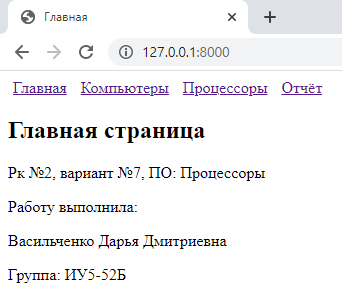 Главная
127.0.0.1:8000
Главная Компьютеры Процессоры Отчёт
Главная страница
Рк №2, вариант №7, ПО: Процессоры
Работу выполнила:
Васильченко Дарья Дмитриевна
Группа: ИУ5-52Б